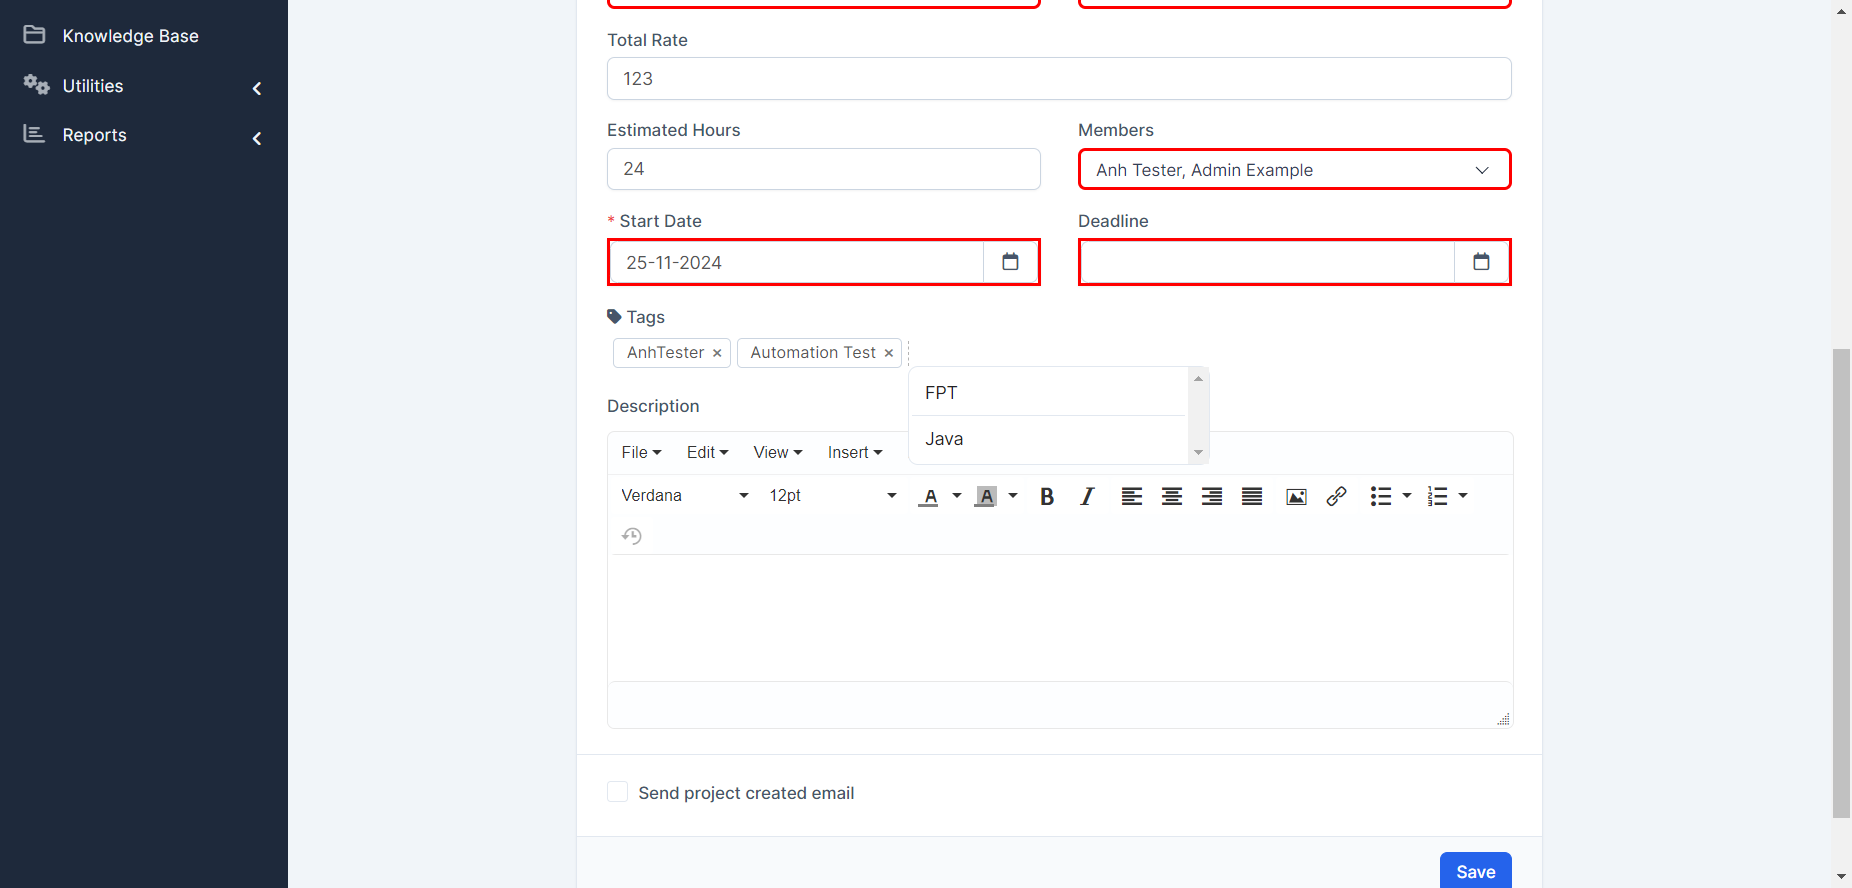 Knowledge Base
Utilities
Reports
Total Rate
123
Estimated Hours
Members
24
Anh Tester, Admin Example
* Start Date
Deadline
25-11-2024
Tags
AnhTester ×
Automation Test ×
FPT
Java
Description
File
Edit
View
Insert
Verdana
12pt
A
A
B
I
Send project created email
Save